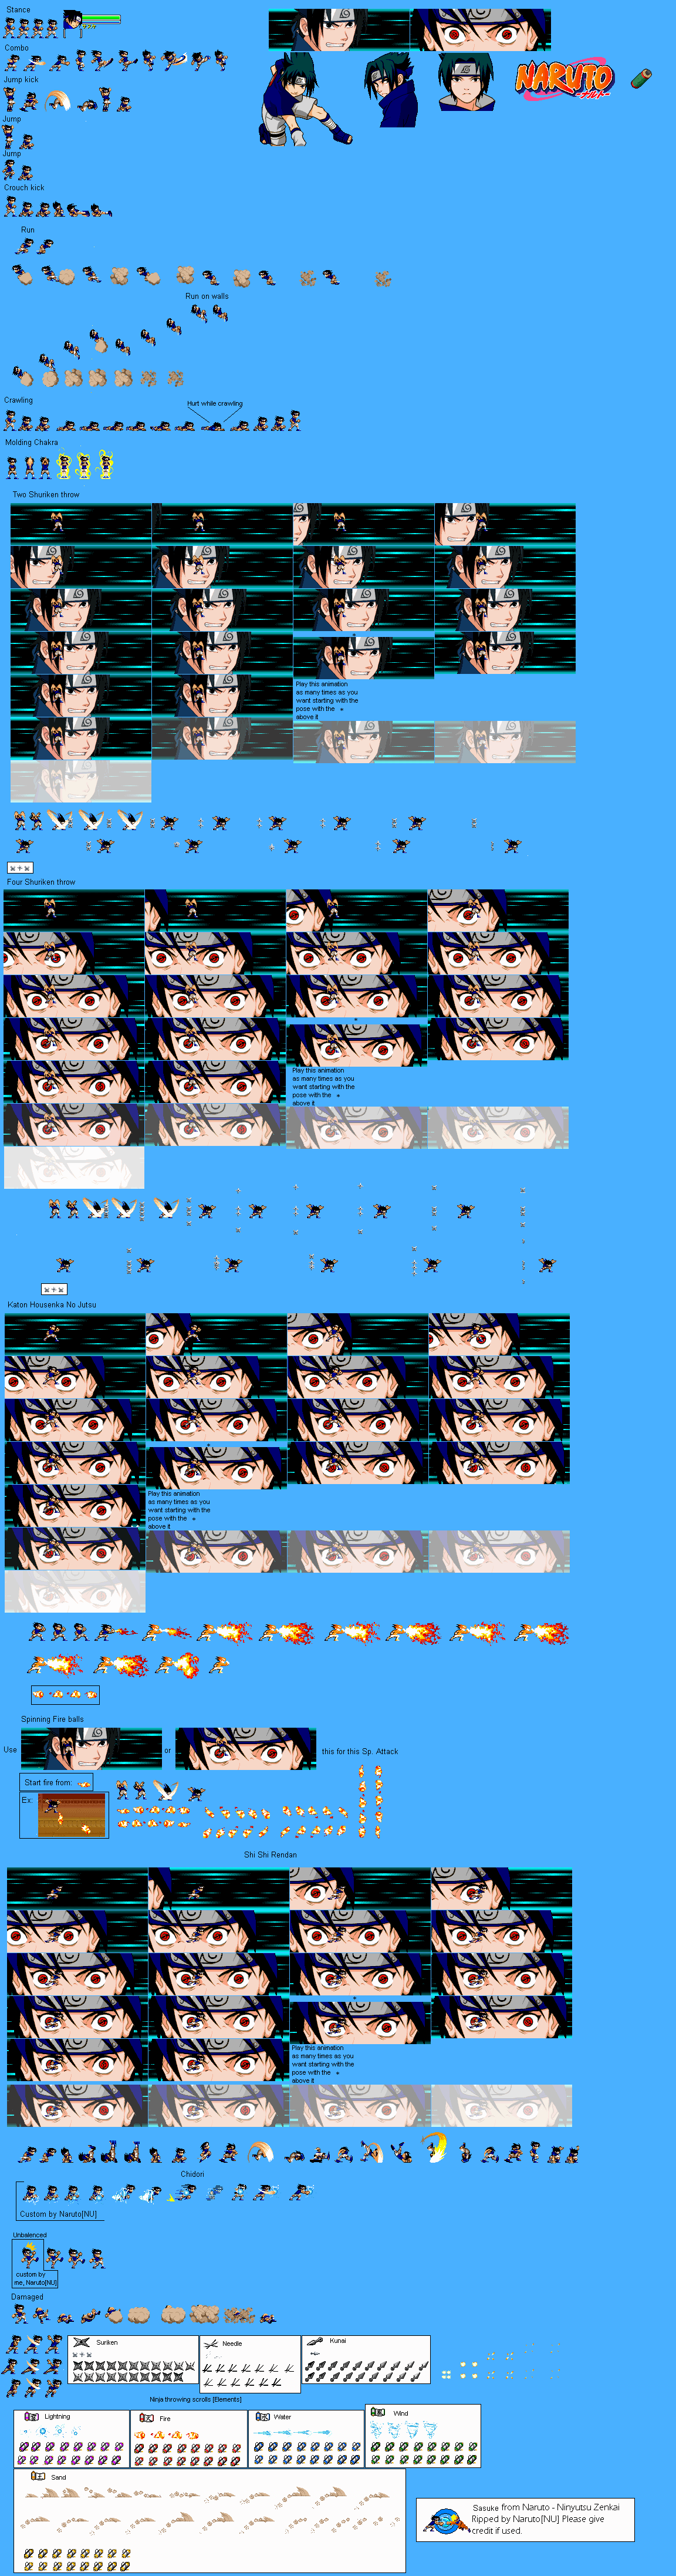 Stance
Combo
NARUTO
ナルト
Jump kick
Jump
Jump
Crouch kick
Run
Run on walls
Crawling
Hurt while crawling
Molding Chakra
Two Shuriken throw
Play this animation
as many times as you
want starting with the
pose with the *
above it
Four Shuriken throw
Play this animation
as many times as you
want starting with the
pose with the *
above it
Katon Housenka No Jutsu
Play this animation
as many times as you
want starting with the
pose with the *
above it
Spinning Fire balls
Use
or
this for this Sp. Attack
Start fire from:
Ex:
Shi Shi Rendan
Play this animation
as many times as you
want starting with the
pose with the *
above it
Chidori
Custom by Naruto[NU]
Unbalenced
custom by
me, Naruto[NU]
Damaged
Suriken
Needle
Kunai
Ninja throwing scrolls [Elements]
Lightning
Fire
Water
Wind
Sand
Sasuke from Naruto - Ninyutsu Zenkai
Ripped by Naruto[NU] Please give
credit if used.